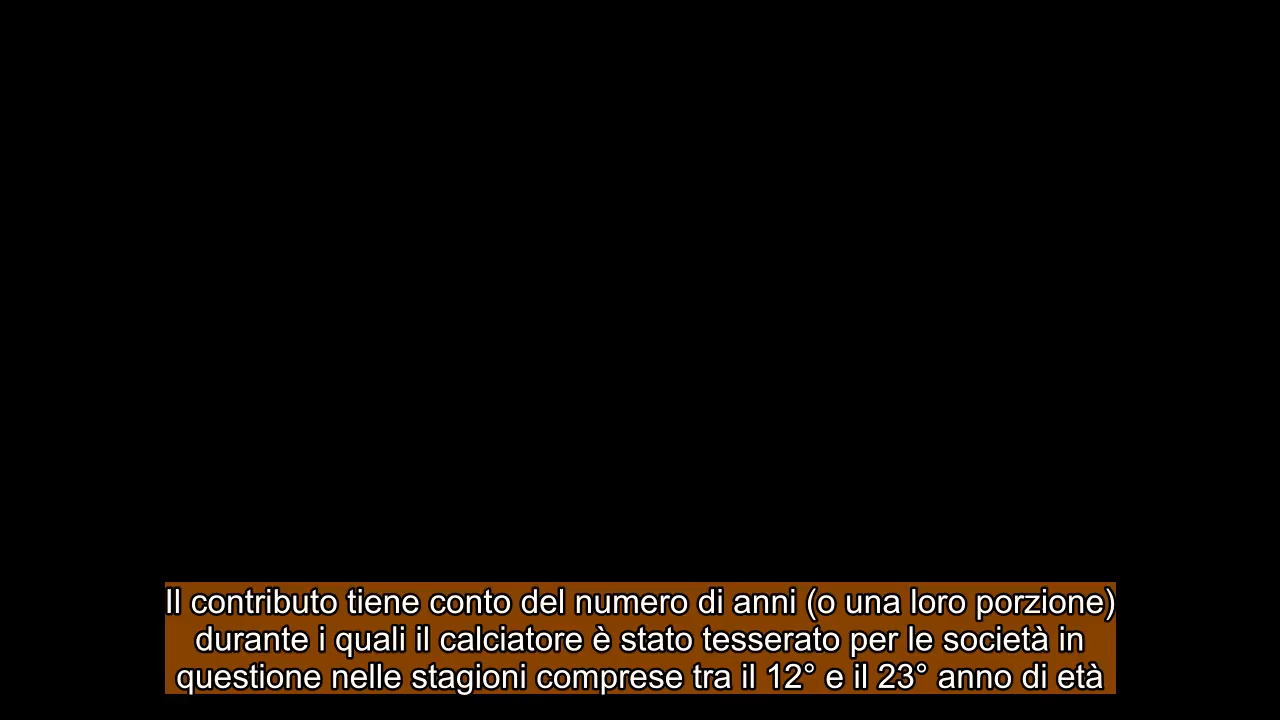 Il contributo tiene conto del numero di anni (o una loro porzione)
durante i quali il calciatore è stato tesserato per le società in
questione nelle stagioni comprese tra il 12° e il 23° anno di età